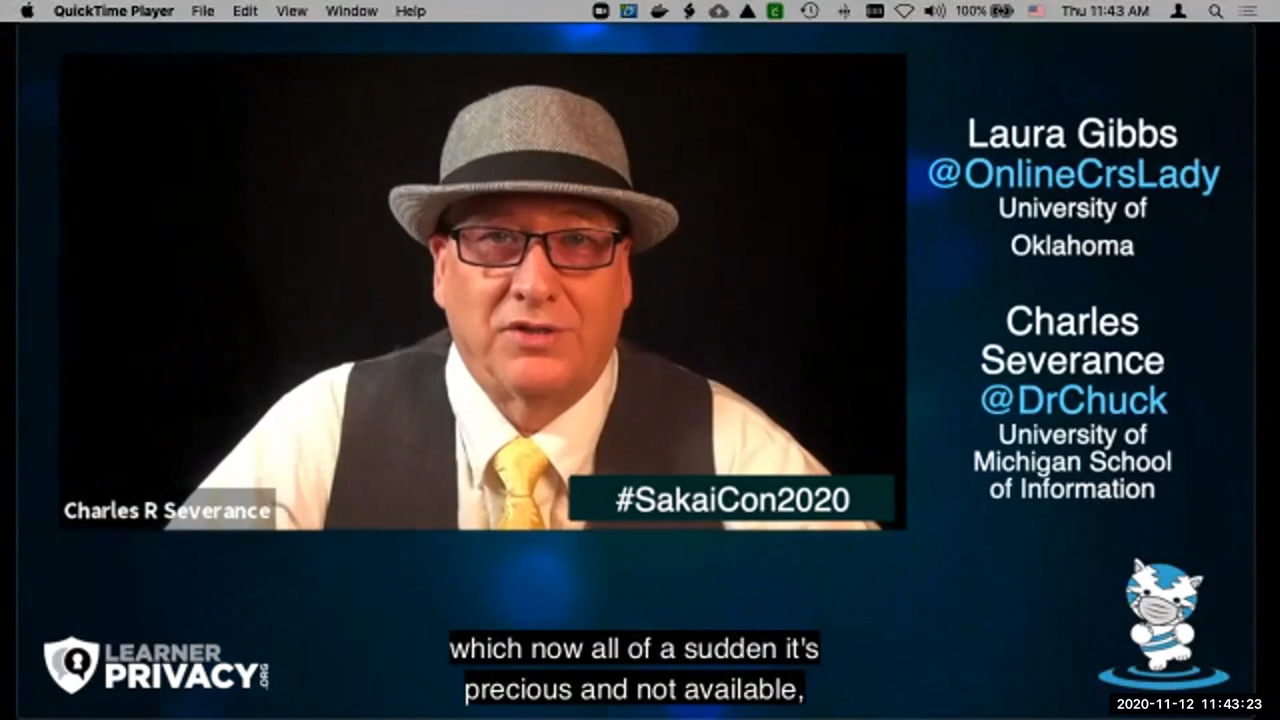 QuickTime Player File Edit View Window Help 100% Thu 11:43 AM
Laura Gibbs
@OnlineCrsLady
University of
Oklahoma
Charles
Severance
@DrChuck
University of
Michigan School
of Information
Charles R Severance
#SakaiCon2020
LEARNER
PRIVACY.ORG
which now all of a sudden it's
precious and not available,
2020-11-12 11:43:23